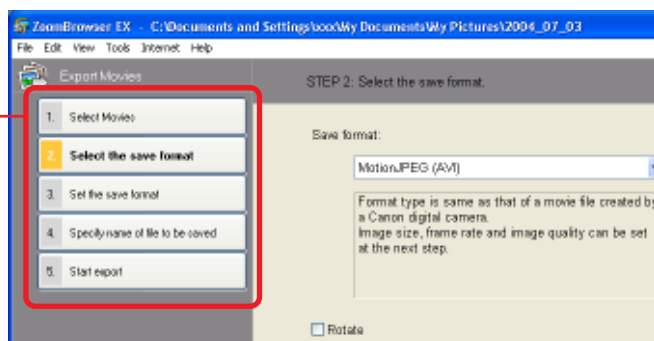 ZoomBrowser EX - C:\Documents and Settings\xxx\My Documents\My Pictures\2004_07_03
File Edit View Tools Internet Help
Export Movies
STEP 2: Select the save format.
1. Select Movies
2. Select the save format
3. Set the save format
4. Specify name of file to be saved
5. Start export
Save format:
MotionJPEG (AVI)
Format type is same as that of a movie file created by
a Canon digital camera.
Image size, frame rate and image quality can be set
at the next step.
Rotate